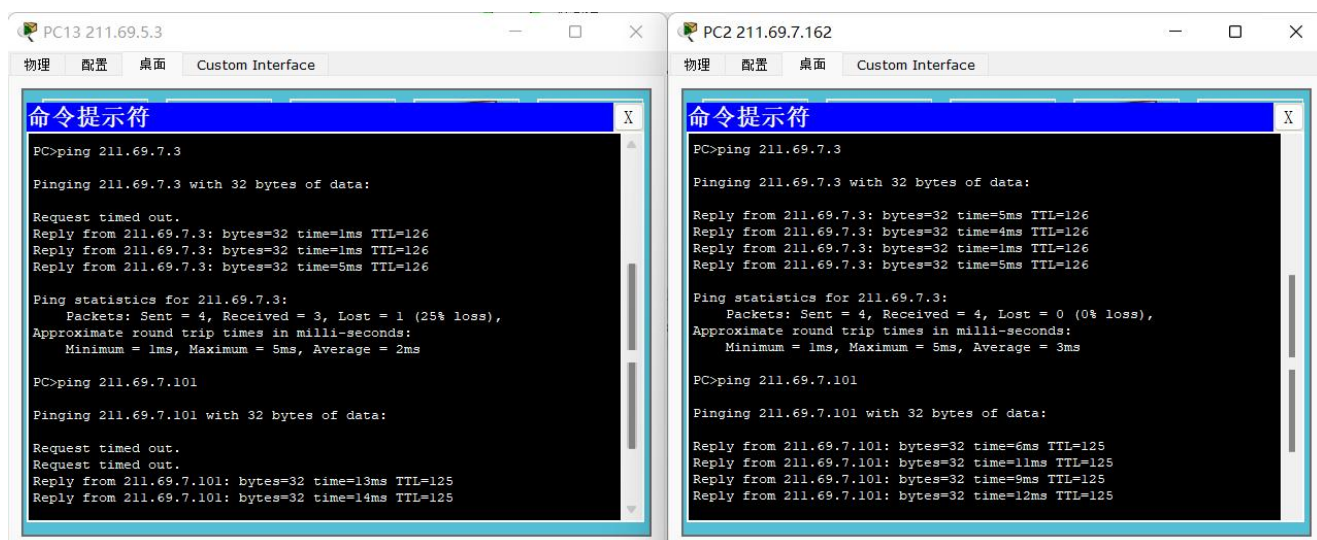 PC13 211.69.5.3
物理 配置 桌面 Custom Interface
命令提示符 X
PC>ping 211.69.7.3
Pinging 211.69.7.3 with 32 bytes of data:
Request timed out.
Reply from 211.69.7.3: bytes=32 time=1ms TTL=126
Reply from 211.69.7.3: bytes=32 time=1ms TTL=126
Reply from 211.69.7.3: bytes=32 time=5ms TTL=126
Ping statistics for 211.69.7.3:
Packets: Sent = 4, Received = 3, Lost = 1 (25% loss),
Approximate round trip times in milli-seconds:
Minimum = 1ms, Maximum = 5ms, Average = 2ms
PC>ping 211.69.7.101
Pinging 211.69.7.101 with 32 bytes of data:
Request timed out.
Request timed out.
Reply from 211.69.7.101: bytes=32 time=13ms TTL=125
Reply from 211.69.7.101: bytes=32 time=14ms TTL=125
PC2 211.69.7.162
物理 配置 桌面 Custom Interface
命令提示符 X
PC>ping 211.69.7.3
Pinging 211.69.7.3 with 32 bytes of data:
Reply from 211.69.7.3: bytes=32 time=5ms TTL=126
Reply from 211.69.7.3: bytes=32 time=4ms TTL=126
Reply from 211.69.7.3: bytes=32 time=1ms TTL=126
Reply from 211.69.7.3: bytes=32 time=5ms TTL=126
Ping statistics for 211.69.7.3:
Packets: Sent = 4, Received = 4, Lost = 0 (0% loss),
Approximate round trip times in milli-seconds:
Minimum = 1ms, Maximum = 5ms, Average = 3ms
PC>ping 211.69.7.101
Pinging 211.69.7.101 with 32 bytes of data:
Reply from 211.69.7.101: bytes=32 time=6ms TTL=125
Reply from 211.69.7.101: bytes=32 time=11ms TTL=125
Reply from 211.69.7.101: bytes=32 time=9ms TTL=125
Reply from 211.69.7.101: bytes=32 time=12ms TTL=125